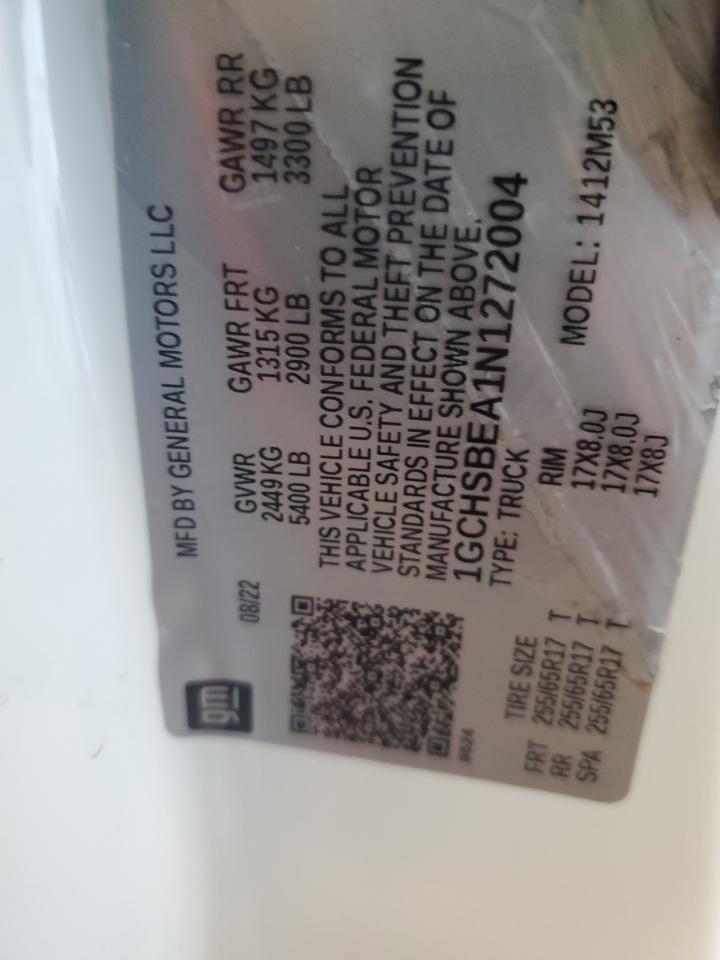 gm
08/22
MFD BY GENERAL MOTORS LLC
GVWR GAWR FRT GAWR RR
2449 KG 1315 KG 1497 KG
5400 LB 2900 LB 3300 LB
THIS VEHICLE CONFORMS TO ALL
APPLICABLE U.S. FEDERAL MOTOR
VEHICLE SAFETY AND THEFT PREVENTION
STANDARDS IN EFFECT ON THE DATE OF
MANUFACTURE SHOWN ABOVE.
1GCHSBEA1N1272004
TYPE: TRUCK MODEL: 1412M53
8624
TIRE SIZE RIM
FRT 255/65R17 T 17X8.0J
RR 255/65R17 T 17X8.0J
SPA 255/65R17 T 17X8J